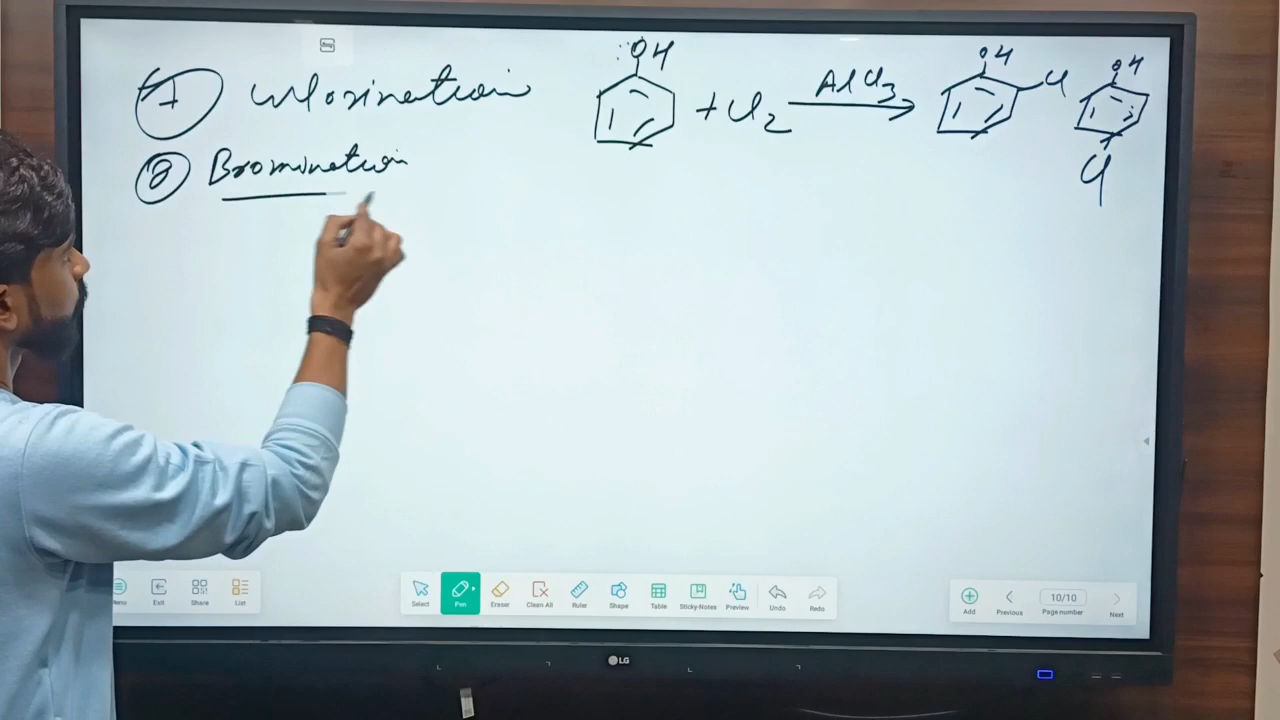 1 Chlorination
OH + Cl2 AlCl3 OH Cl OH Cl
2 Bromination
Menu Exit Share List
Select Pen Eraser Clean All Ruler Shape Table Sticky Notes Preview Undo Redo
Add Previous 10/10 Page number Next
LG